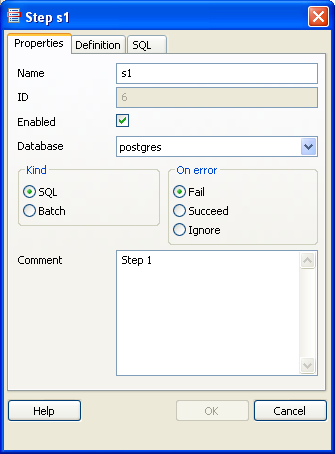 Step s1
Properties Definition SQL
Name s1
ID 6
Enabled
Database postgres
Kind On error
SQL Fail
Batch Succeed
Ignore
Comment Step 1
Help OK Cancel